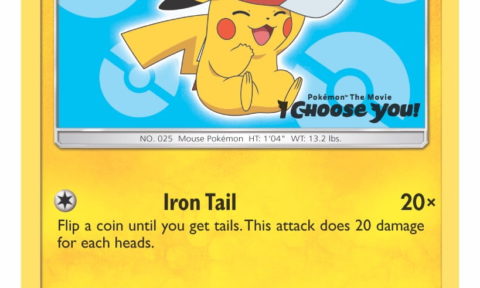 Pokémon™ The Movie
I Choose You!
NO. 025 Mouse Pokémon HT: 1'04" WT: 13.2 lbs.
Iron Tail 20×
Flip a coin until you get tails. This attack does 20 damage
for each heads.